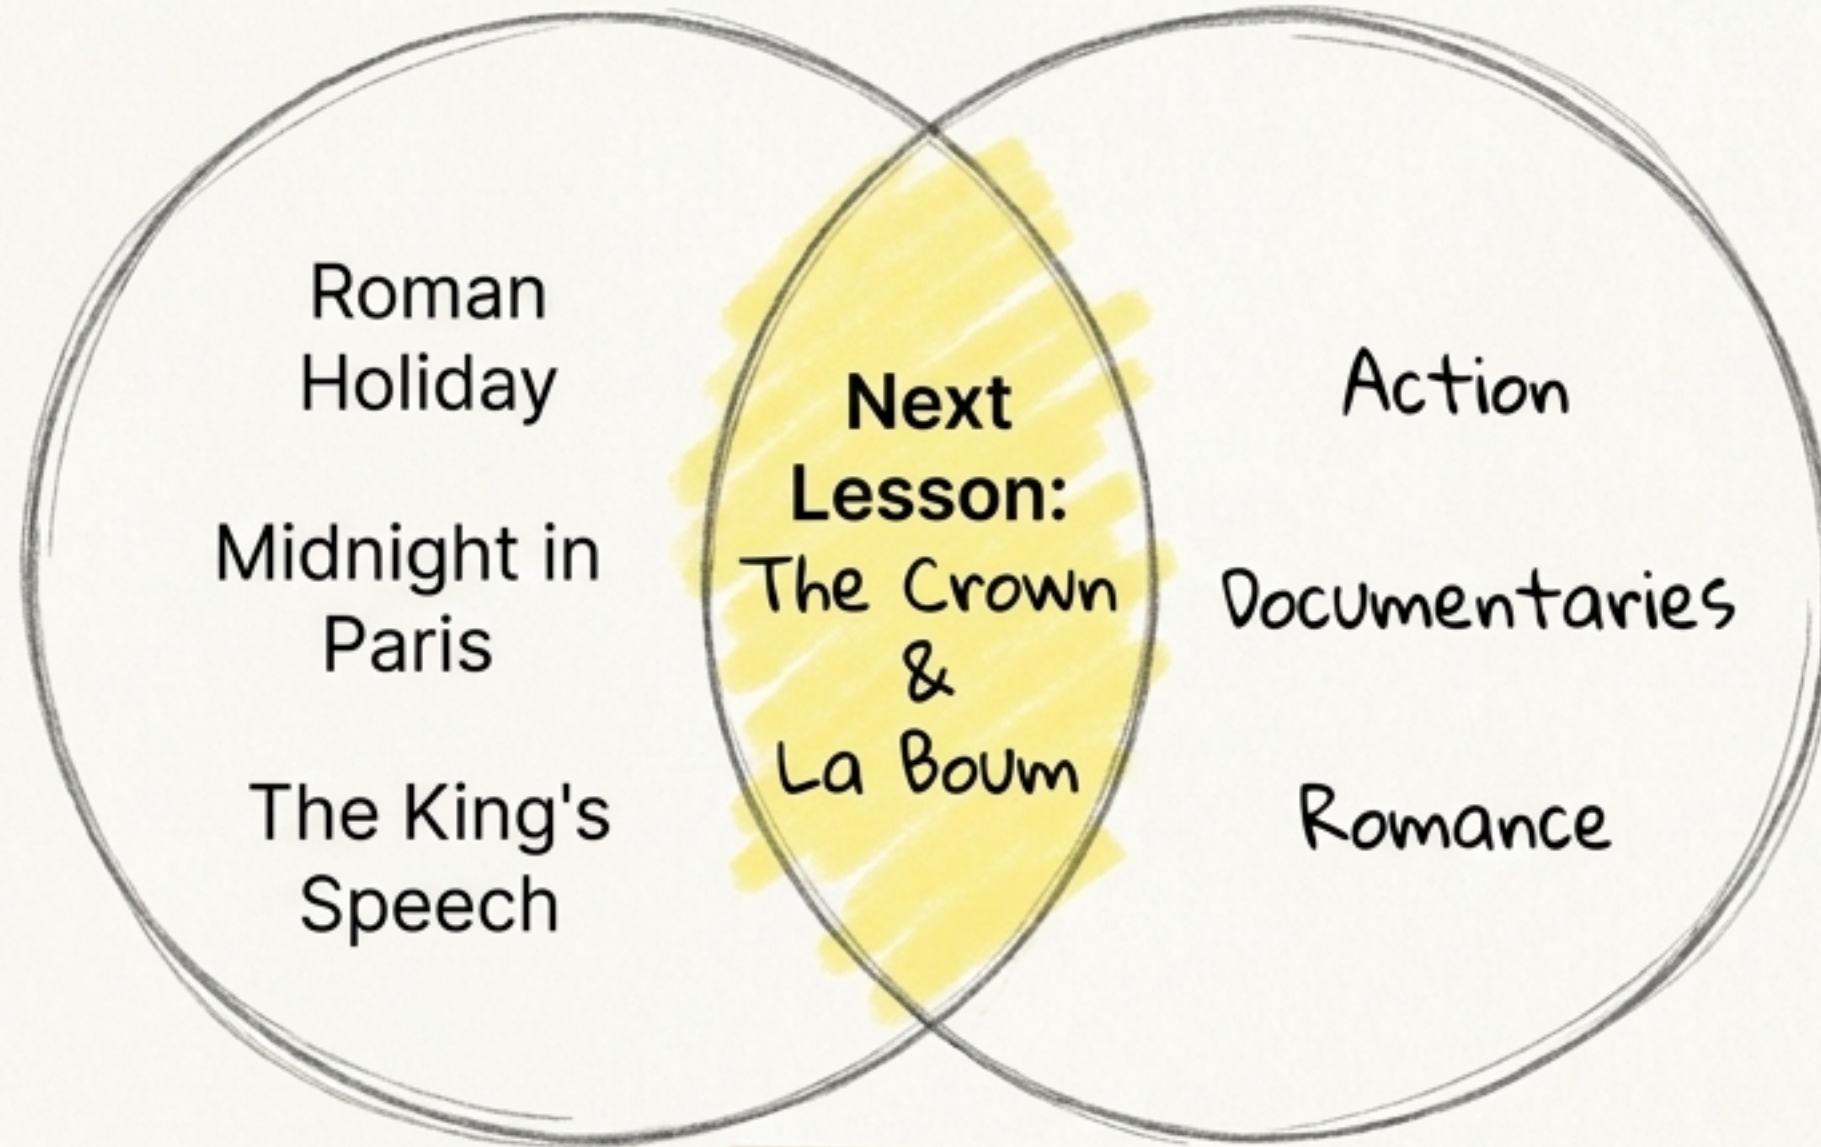 Roman
Holiday
Midnight in
Paris
The King's
Speech
Next
Lesson:
The Crown
&
La Boum
Action
Documentaries
Romance